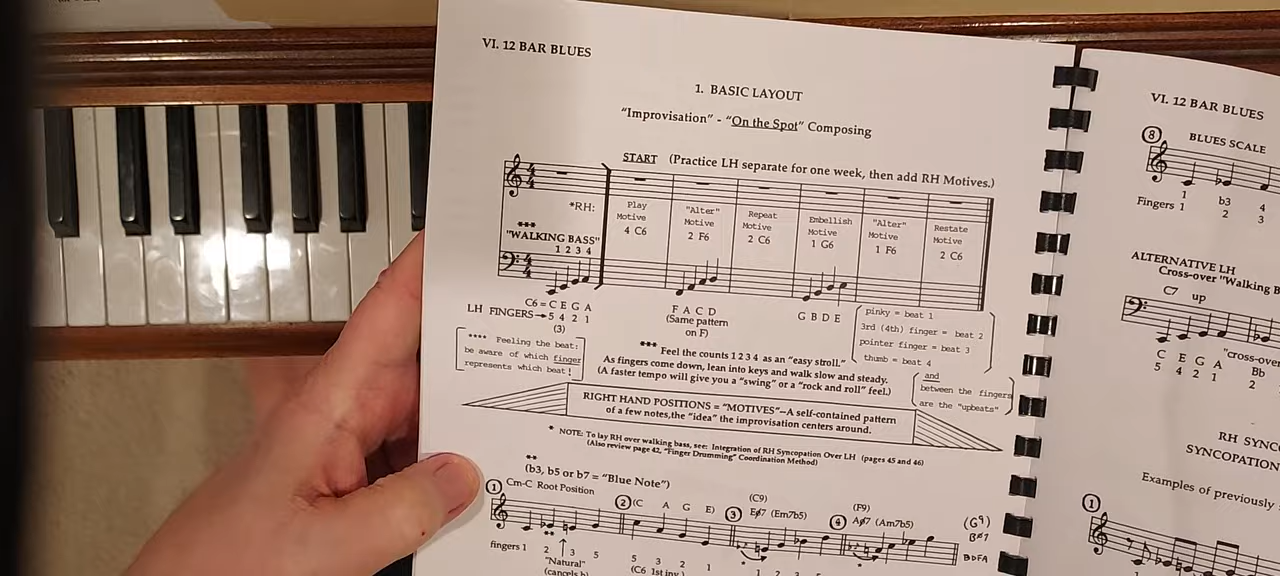 VI. 12 BAR BLUES
1. BASIC LAYOUT
"Improvisation" - "On the Spot" Composing
START (Practice LH separate for one week, then add RH Motives.)
*RH:
Play Motive 4 C6
"Alter" Motive 2 F6
Repeat Motive 2 C6
Embellish Motive 1 G6
"Alter" Motive 1 F6
Restate Motive 2 C6
***
"WALKING BASS"
1 2 3 4
C6 = C E G A
LH FINGERS→5 4 2 1
(3)
F A C D
(Same pattern
on F)
G B D E
pinky = beat 1
3rd (4th) finger = beat 2
pointer finger = beat 3
thumb = beat 4
and
between the fingers
are the "upbeats"
**** Feeling the beat:
be aware of which finger
represents which beat!
*** Feel the counts 1 2 3 4 as an "easy stroll."
As fingers come down, lean into keys and walk slow and steady.
(A faster tempo will give you a "swing" or a "rock and roll" feel.)
RIGHT HAND POSITIONS = "MOTIVES"–A self-contained pattern
of a few notes, the "idea" the improvisation centers around.
* NOTE: To lay RH over walking bass, see: Integration of RH Syncopation Over LH (pages 45 and 46)
(Also review page 42, "Finger Drumming" Coordination Method)
**
(b3, b5 or b7 = "Blue Note")
1 Cm-C Root Position
2 (C A G E)
3 (C9) Eø7 (Em7b5)
4 (F9) Aø7 (Am7b5)
(G9)
Bø7
BDFA
fingers 1 2 3 5
"Natural"
(cancels b)
5 3 2 1
(C6 1st inv.)
1 2 3 5
VI. 12 BAR BLUES
8 BLUES SCALE
1 b3 4
Fingers 1 2 3
ALTERNATIVE LH
Cross-over "Walking B
C7 up
"cross-over
C E G A Bb
5 4 2 1 2
RH SYNC
SYNCOPATION
Examples of previously
1